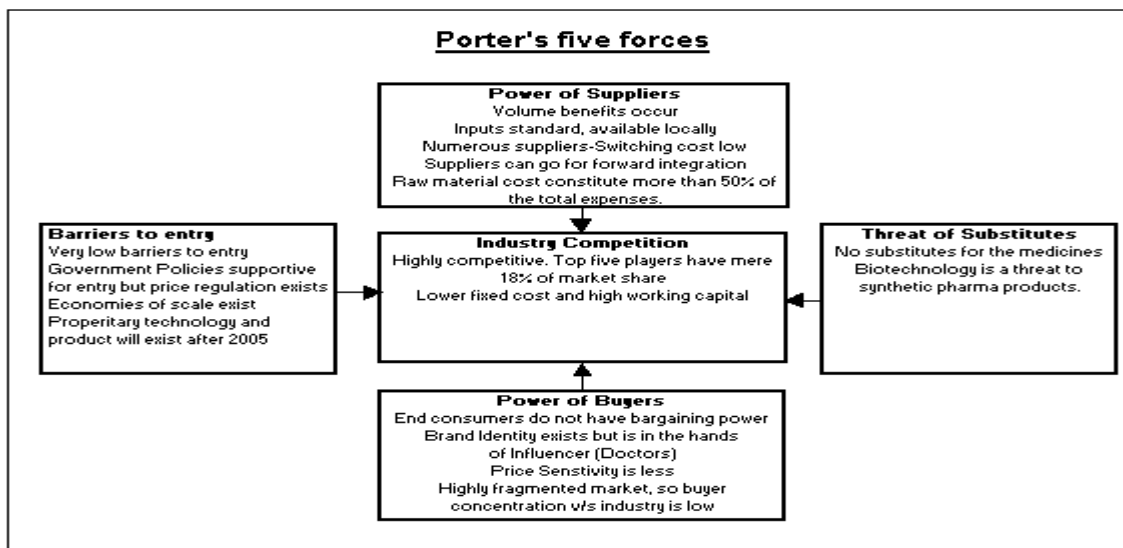 Porter's five forces
Power of Suppliers
Volume benefits occur
Inputs standard, available locally
Numerous suppliers-Switching cost low
Suppliers can go for forward integration
Raw material cost constitute more than 50% of
the total expenses.
Barriers to entry
Very low barriers to entry
Government Policies supportive
for entry but price regulation exists
Economies of scale exist
Properitary technology and
product will exist after 2005
Industry Competition
Highly competitive. Top five players have mere
18% of market share
Lower fixed cost and high working capital
Threat of Substitutes
No substitutes for the medicines
Biotechnology is a threat to
synthetic pharma products.
Power of Buyers
End consumers do not have bargaining power
Brand Identity exists but is in the hands
of Influencer (Doctors)
Price Senstivity is less
Highly fragmented market, so buyer
concentration v/s industry is low